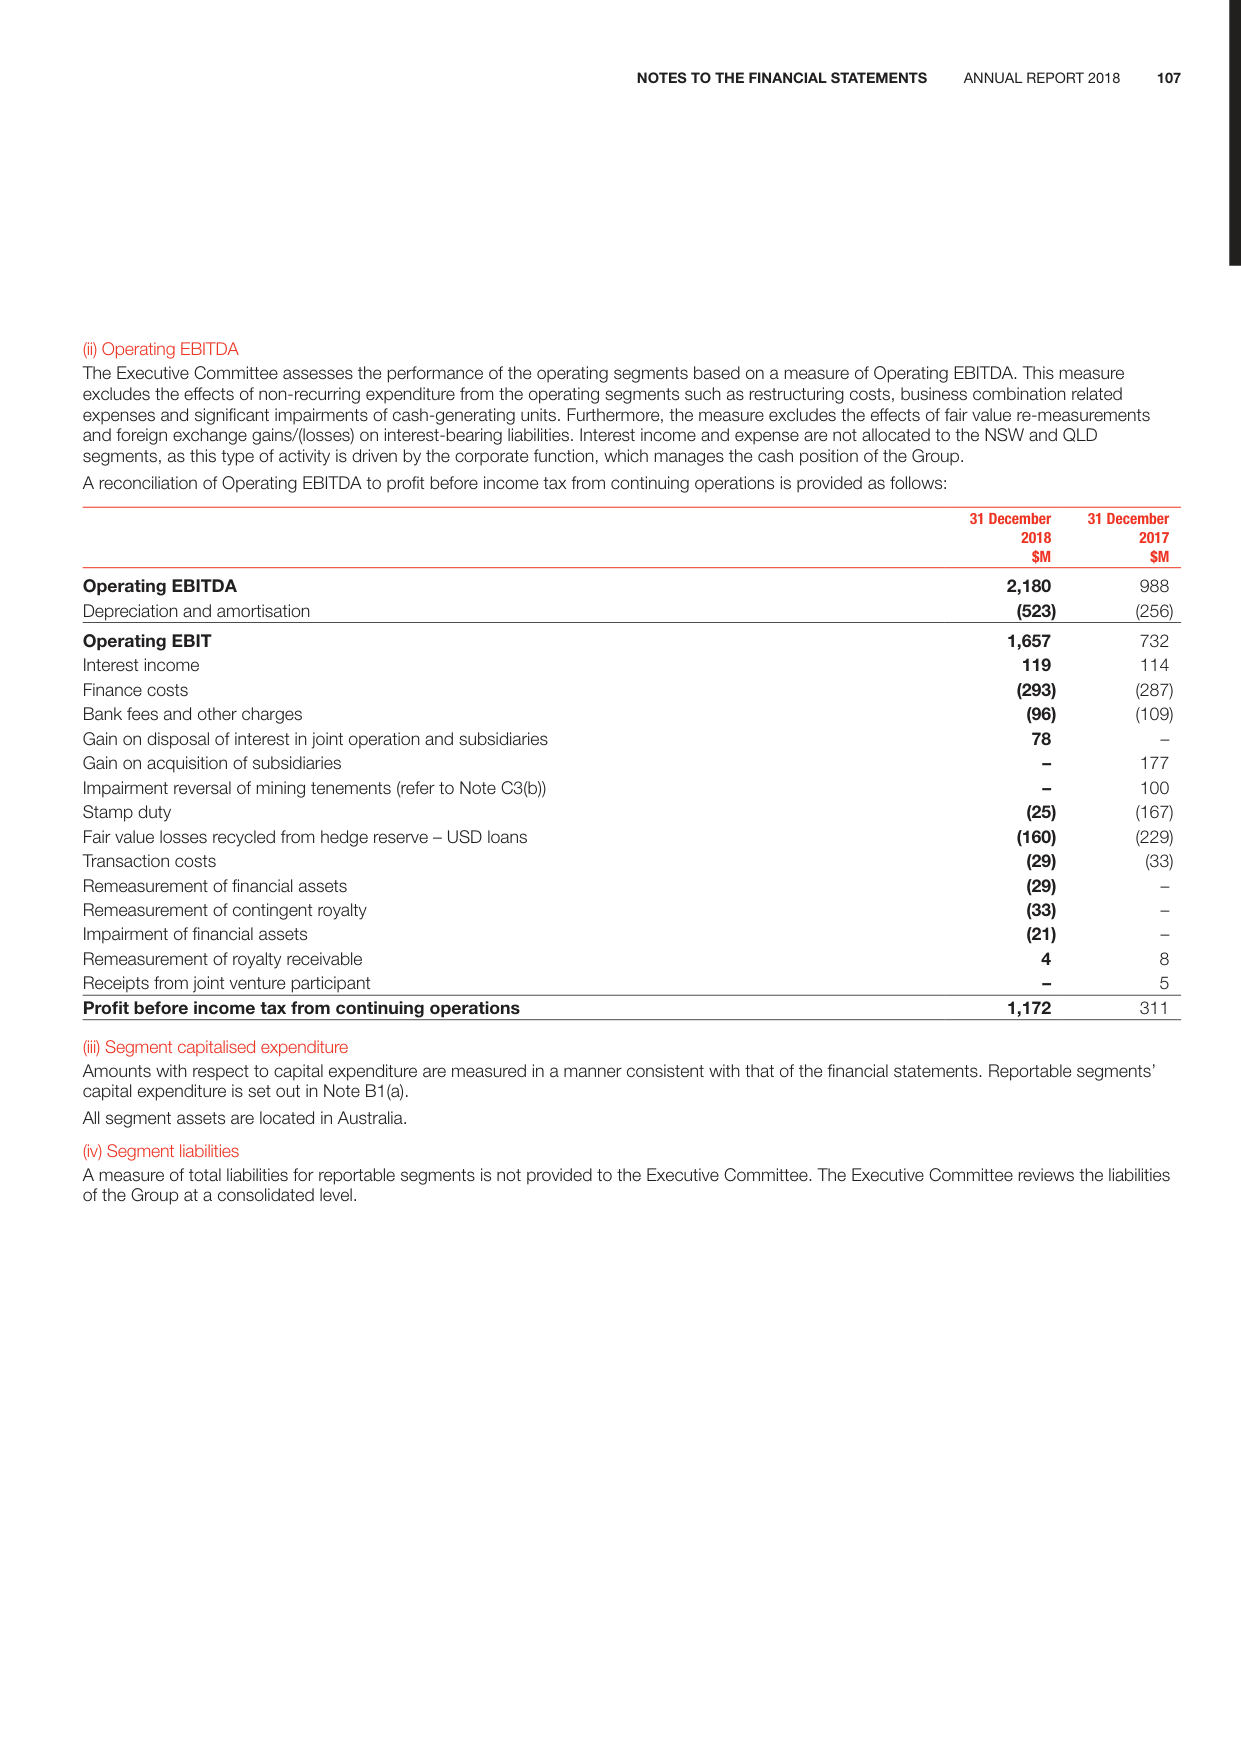 NOTES TO THE FINANCIAL STATEMENTS ANNUAL REPORT 2018 107
(ii) Operating EBITDA
The Executive Committee assesses the performance of the operating segments based on a measure of Operating EBITDA. This measure
excludes the effects of non-recurring expenditure from the operating segments such as restructuring costs, business combination related
expenses and significant impairments of cash-generating units. Furthermore, the measure excludes the effects of fair value re-measurements
and foreign exchange gains/(losses) on interest-bearing liabilities. Interest income and expense are not allocated to the NSW and QLD
segments, as this type of activity is driven by the corporate function, which manages the cash position of the Group.
A reconciliation of Operating EBITDA to profit before income tax from continuing operations is provided as follows:
31 December 31 December
2018 2017
$M $M
Operating EBITDA 2,180 988
Depreciation and amortisation (523) (256)
Operating EBIT 1,657 732
Interest income 119 114
Finance costs (293) (287)
Bank fees and other charges (96) (109)
Gain on disposal of interest in joint operation and subsidiaries 78 –
Gain on acquisition of subsidiaries – 177
Impairment reversal of mining tenements (refer to Note C3(b)) – 100
Stamp duty (25) (167)
Fair value losses recycled from hedge reserve – USD loans (160) (229)
Transaction costs (29) (33)
Remeasurement of financial assets (29) –
Remeasurement of contingent royalty (33) –
Impairment of financial assets (21) –
Remeasurement of royalty receivable 4 8
Receipts from joint venture participant – 5
Profit before income tax from continuing operations 1,172 311
(iii) Segment capitalised expenditure
Amounts with respect to capital expenditure are measured in a manner consistent with that of the financial statements. Reportable segments’
capital expenditure is set out in Note B1(a).
All segment assets are located in Australia.
(iv) Segment liabilities
A measure of total liabilities for reportable segments is not provided to the Executive Committee. The Executive Committee reviews the liabilities
of the Group at a consolidated level.